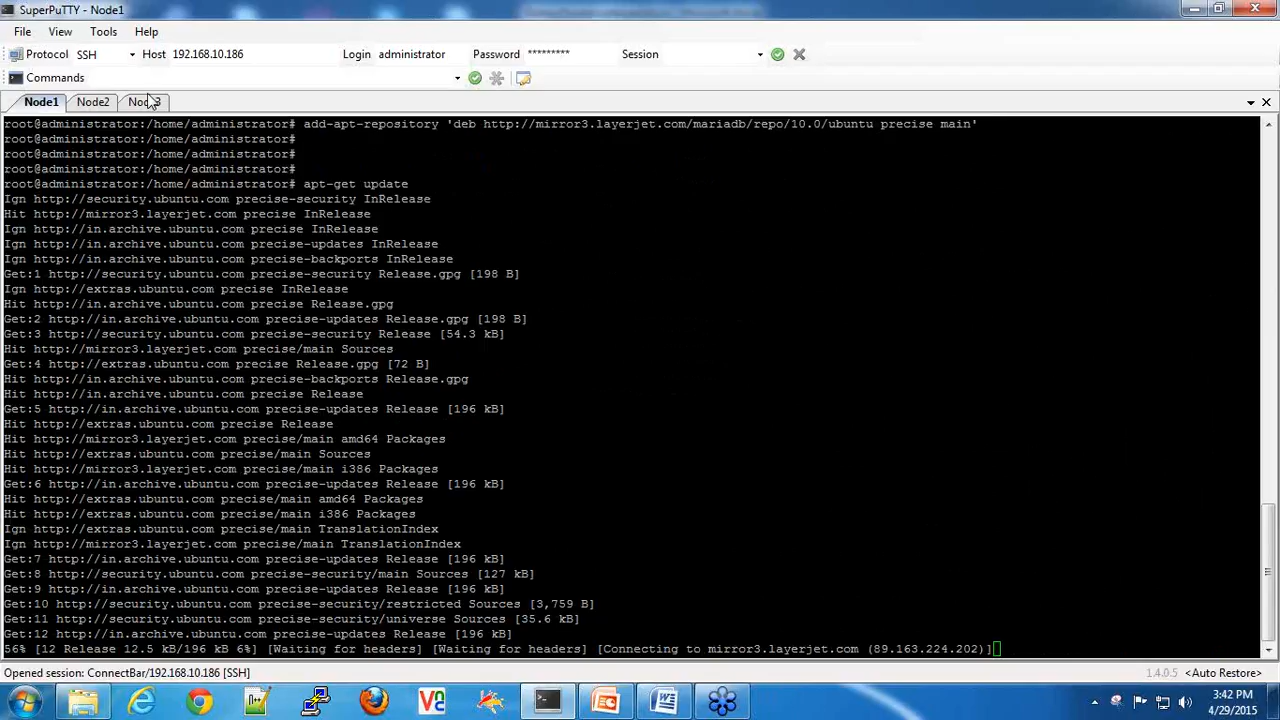 SuperPuTTY - Node1
File View Tools Help
Protocol SSH Host 192.168.10.186 Login administrator Password ********* Session
Commands
Node1 Node2 Node3
root@administrator:/home/administrator# add-apt-repository 'deb http://mirror3.layerjet.com/mariadb/repo/10.0/ubuntu precise main'
root@administrator:/home/administrator#
root@administrator:/home/administrator#
root@administrator:/home/administrator#
root@administrator:/home/administrator# apt-get update
Ign http://security.ubuntu.com precise-security InRelease
Hit http://mirror3.layerjet.com precise InRelease
Ign http://in.archive.ubuntu.com precise InRelease
Ign http://in.archive.ubuntu.com precise-updates InRelease
Ign http://in.archive.ubuntu.com precise-backports InRelease
Get:1 http://security.ubuntu.com precise-security Release.gpg [198 B]
Ign http://extras.ubuntu.com precise InRelease
Hit http://in.archive.ubuntu.com precise Release.gpg
Get:2 http://in.archive.ubuntu.com precise-updates Release.gpg [198 B]
Get:3 http://security.ubuntu.com precise-security Release [54.3 kB]
Hit http://mirror3.layerjet.com precise/main Sources
Get:4 http://extras.ubuntu.com precise Release.gpg [72 B]
Hit http://in.archive.ubuntu.com precise-backports Release.gpg
Hit http://in.archive.ubuntu.com precise Release
Get:5 http://in.archive.ubuntu.com precise-updates Release [196 kB]
Hit http://extras.ubuntu.com precise Release
Hit http://mirror3.layerjet.com precise/main amd64 Packages
Hit http://extras.ubuntu.com precise/main Sources
Hit http://mirror3.layerjet.com precise/main i386 Packages
Get:6 http://in.archive.ubuntu.com precise-updates Release [196 kB]
Hit http://extras.ubuntu.com precise/main amd64 Packages
Hit http://extras.ubuntu.com precise/main i386 Packages
Ign http://extras.ubuntu.com precise/main TranslationIndex
Ign http://mirror3.layerjet.com precise/main TranslationIndex
Get:7 http://in.archive.ubuntu.com precise-updates Release [196 kB]
Get:8 http://security.ubuntu.com precise-security/main Sources [127 kB]
Get:9 http://in.archive.ubuntu.com precise-updates Release [196 kB]
Get:10 http://security.ubuntu.com precise-security/restricted Sources [3,759 B]
Get:11 http://security.ubuntu.com precise-security/universe Sources [35.6 kB]
Get:12 http://in.archive.ubuntu.com precise-updates Release [196 kB]
56% [12 Release 12.5 kB/196 kB 6%] [Waiting for headers] [Waiting for headers] [Connecting to mirror3.layerjet.com (89.163.224.202)]
Opened session: ConnectBar/192.168.10.186 [SSH] 1.4.0.5 <Auto Restore>
3:42 PM
4/29/2015